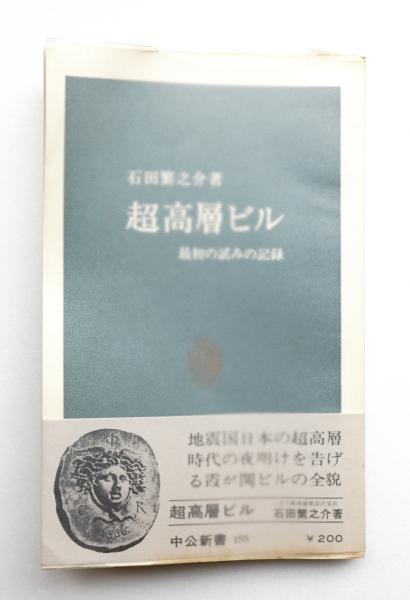 石田繁之介著
超高層ビル
最初の試みの記録
地震国日本の超高層
時代の夜明けを告げ
る霞が関ビルの全貌
超高層ビル
石田繁之介著
中公新書 155
￥200